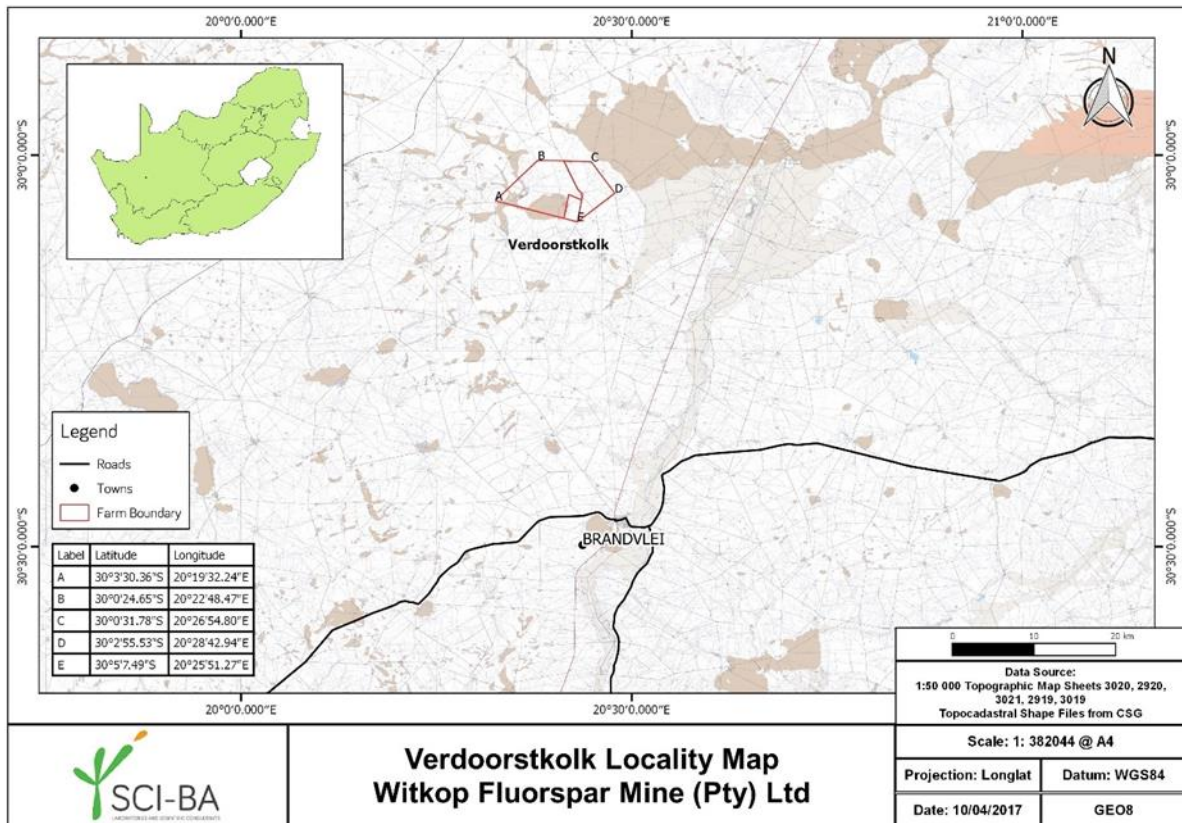 20°0'0.000"E 20°30'0.000"E 21°0'0.000"E
N
30°0'0.000"S 30°0'0.000"S
A
B
C
D
E
Verdoorstkolk
BRANDVLEI
30°30'0.000"S 30°30'0.000"S
Legend
Roads
Towns
Farm Boundary
Label Latitude Longitude
A 30°3'30.36"S 20°19'32.24"E
B 30°0'24.65"S 20°22'48.47"E
C 30°0'31.78"S 20°26'54.80"E
D 30°2'55.53"S 20°28'42.94"E
E 30°5'7.49"S 20°25'51.27"E
0 10 20 km
20°0'0.000"E 20°30'0.000"E
Data Source:
1:50 000 Topographic Map Sheets 3020, 2920,
3021, 2919, 3019
Topocadastral Shape Files from CSG
Scale: 1: 382044 @ A4
Projection: Longlat Datum: WGS84
Date: 10/04/2017 GEO8
SCI-BA
LABORATORIES AND SCIENTIFIC CONSULTANTS
Verdoorstkolk Locality Map
Witkop Fluorspar Mine (Pty) Ltd